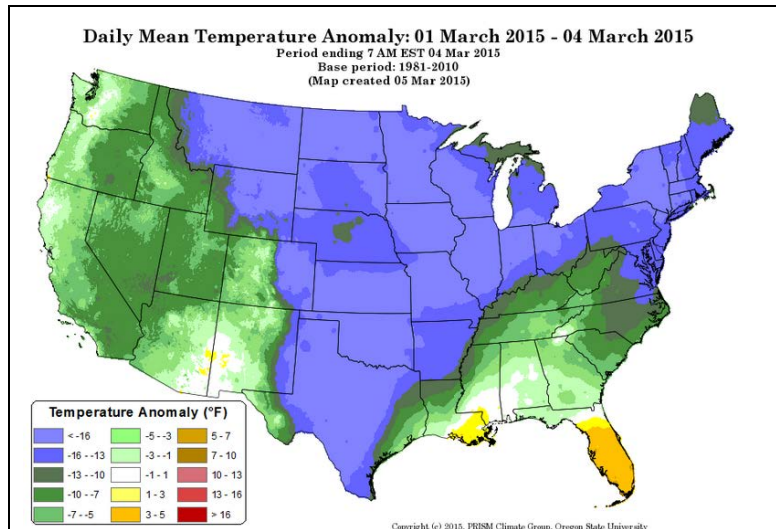 Daily Mean Temperature Anomaly: 01 March 2015 - 04 March 2015
Period ending 7 AM EST 04 Mar 2015
Base period: 1981-2010
(Map created 05 Mar 2015)
Temperature Anomaly (°F)
< -16
-16 - -13
-13 - -10
-10 - -7
-7 - -5
-5 - -3
-3 - -1
-1 - 1
1 - 3
3 - 5
5 - 7
7 - 10
10 - 13
13 - 16
> 16
Copyright (c) 2015, PRISM Climate Group, Oregon State University